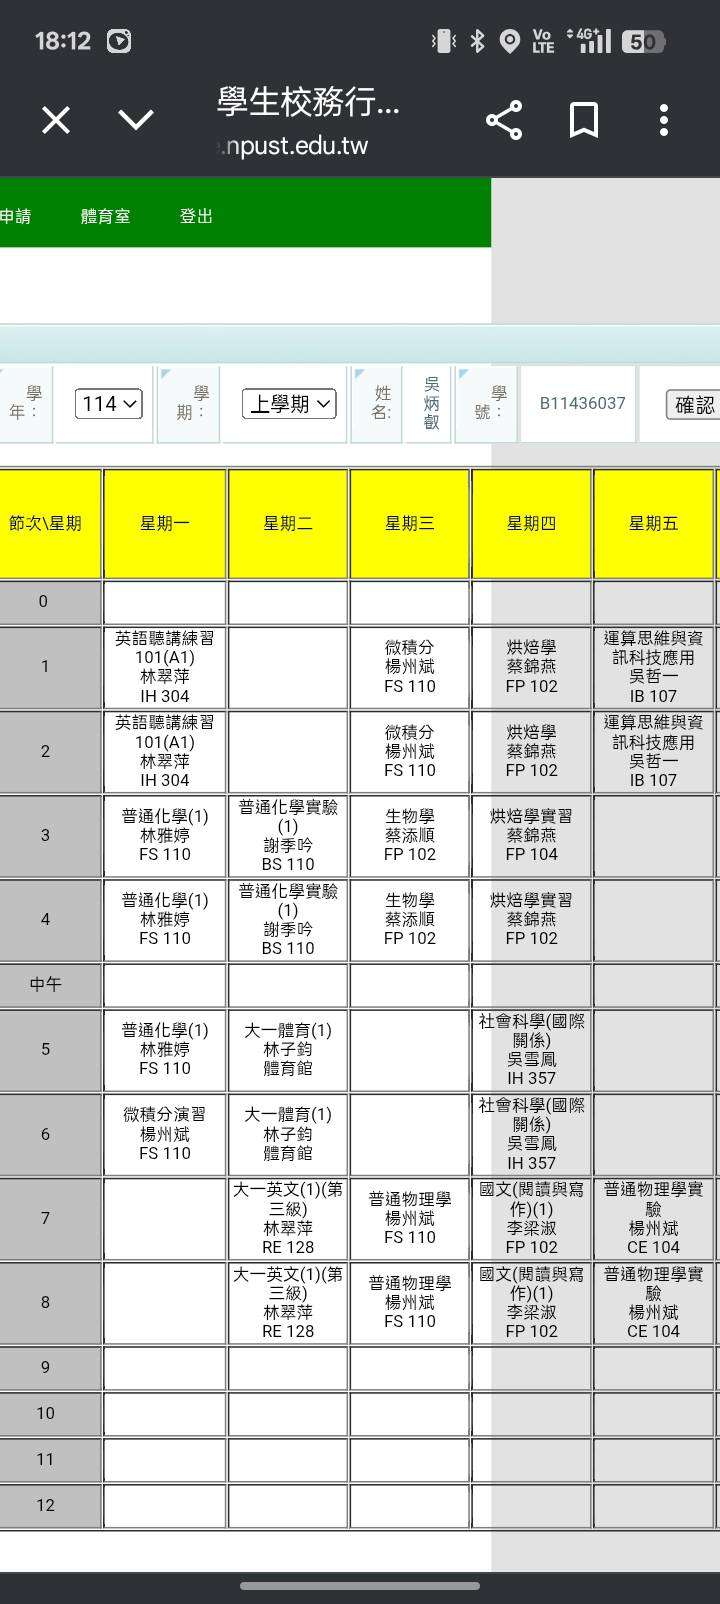 18:12
Vo LTE 4G+ 50
學生校務行...
.npust.edu.tw
申請 體育室 登出
學年： 114 學期： 上學期 姓名: 吳炳叡 學號： B11436037 確認
節次\星期 星期一 星期二 星期三 星期四 星期五
0
1
英語聽講練習
101(A1)
林翠萍
IH 304
微積分
楊州斌
FS 110
烘焙學
蔡錦燕
FP 102
運算思維與資
訊科技應用
吳哲一
IB 107
2
英語聽講練習
101(A1)
林翠萍
IH 304
微積分
楊州斌
FS 110
烘焙學
蔡錦燕
FP 102
運算思維與資
訊科技應用
吳哲一
IB 107
3
普通化學(1)
林雅婷
FS 110
普通化學實驗
(1)
謝季吟
BS 110
生物學
蔡添順
FP 102
烘焙學實習
蔡錦燕
FP 104
4
普通化學(1)
林雅婷
FS 110
普通化學實驗
(1)
謝季吟
BS 110
生物學
蔡添順
FP 102
烘焙學實習
蔡錦燕
FP 102
中午
5
普通化學(1)
林雅婷
FS 110
大一體育(1)
林子鈞
體育館
社會科學(國際
關係)
吳雪鳳
IH 357
6
微積分演習
楊州斌
FS 110
大一體育(1)
林子鈞
體育館
社會科學(國際
關係)
吳雪鳳
IH 357
7
大一英文(1)(第
三級)
林翠萍
RE 128
普通物理學
楊州斌
FS 110
國文(閱讀與寫
作)(1)
李梁淑
FP 102
普通物理學實
驗
楊州斌
CE 104
8
大一英文(1)(第
三級)
林翠萍
RE 128
普通物理學
楊州斌
FS 110
國文(閱讀與寫
作)(1)
李梁淑
FP 102
普通物理學實
驗
楊州斌
CE 104
9
10
11
12